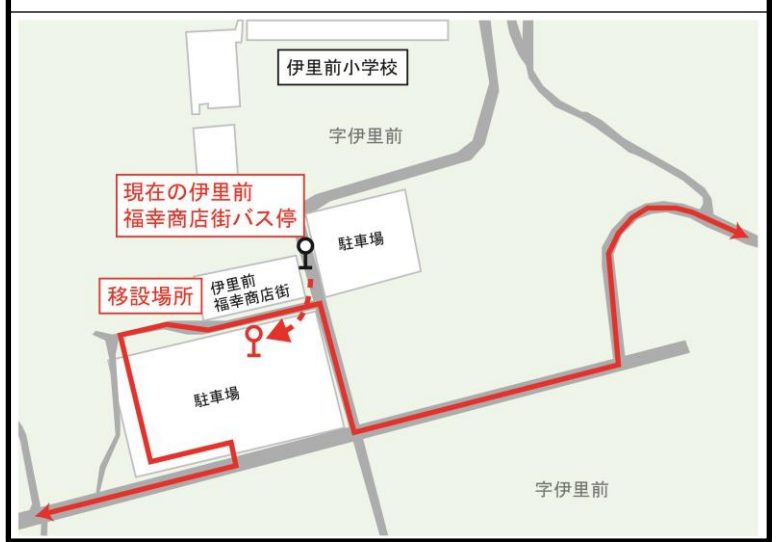 伊里前小学校
字伊里前
現在の伊里前
福幸商店街バス停
駐車場
伊里前
福幸商店街
移設場所
駐車場
字伊里前